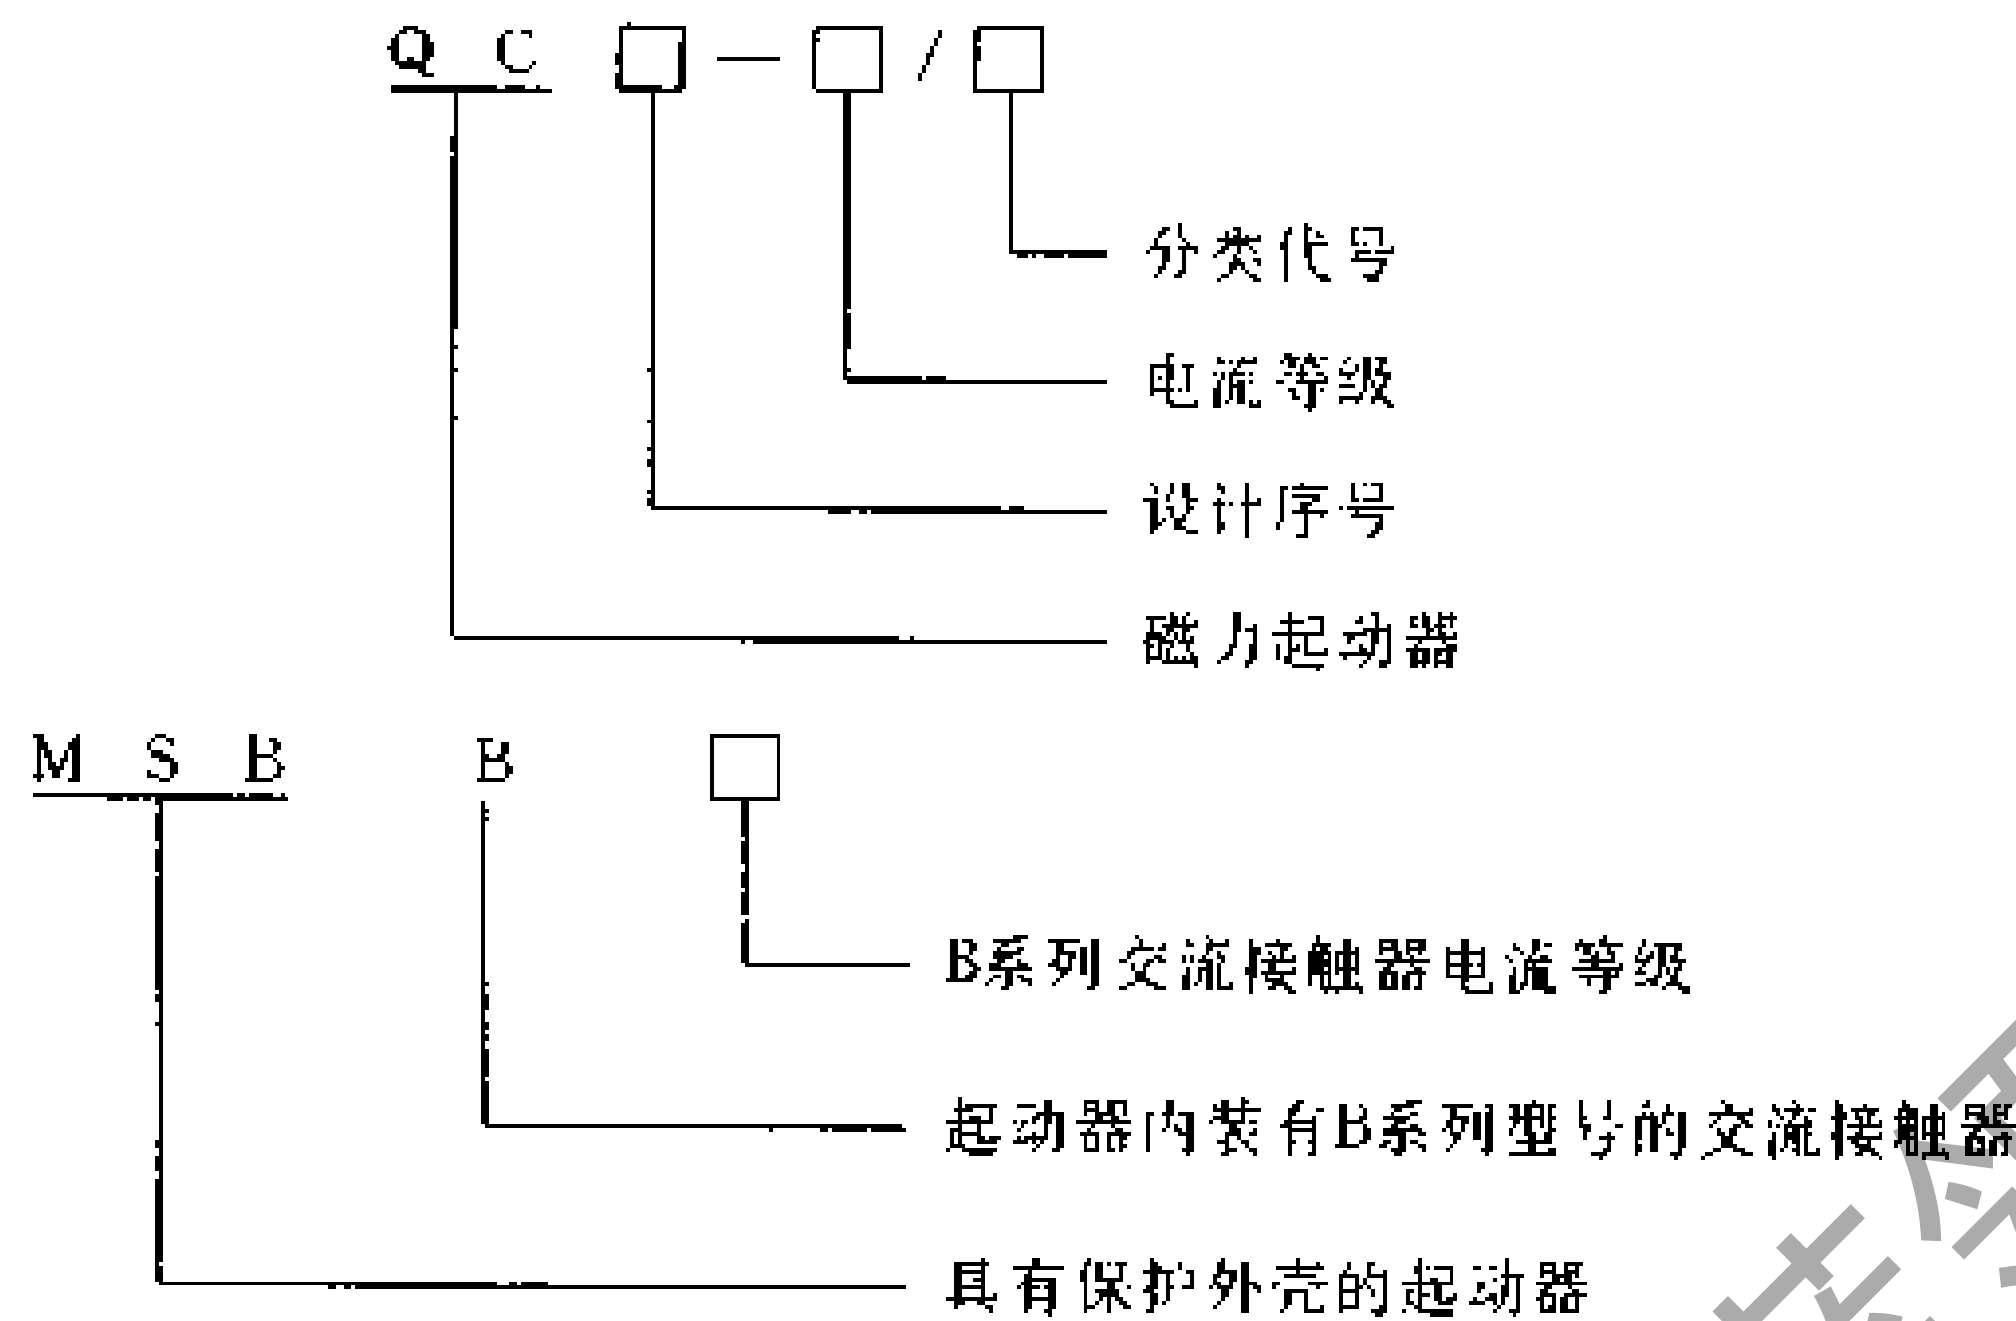 Q C □ — □ / □
分类代号
电流等级
设计序号
磁力起动器
M S B B □
B系列交流接触器电流等级
起动器内装有B系列型号的交流接触器
具有保护外壳的起动器